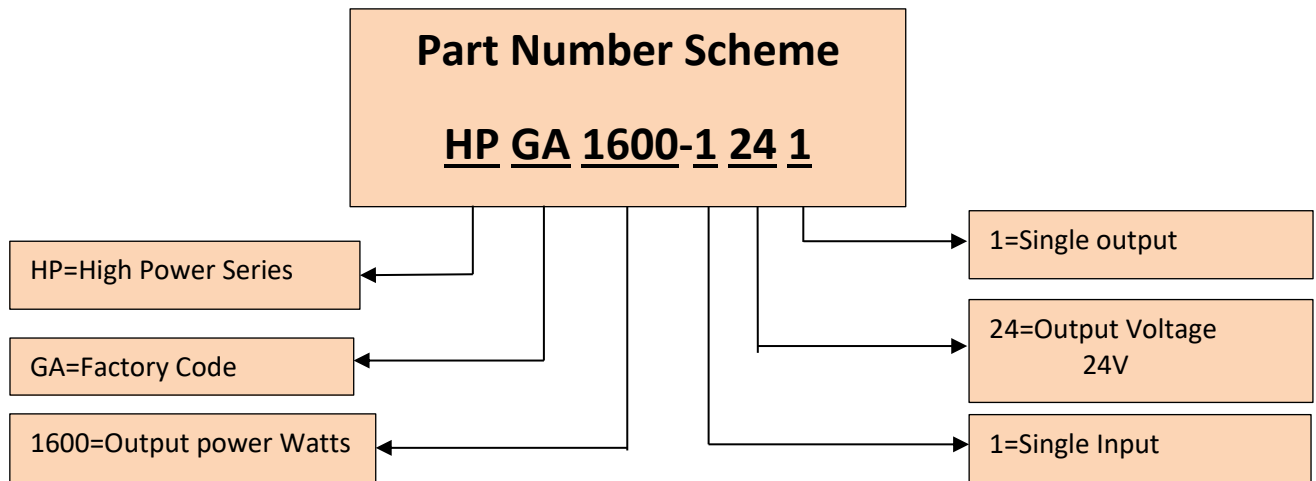 Part Number Scheme
HP GA 1600-1 24 1
HP=High Power Series
GA=Factory Code
1600=Output power Watts
1=Single output
24=Output Voltage
24V
1=Single Input